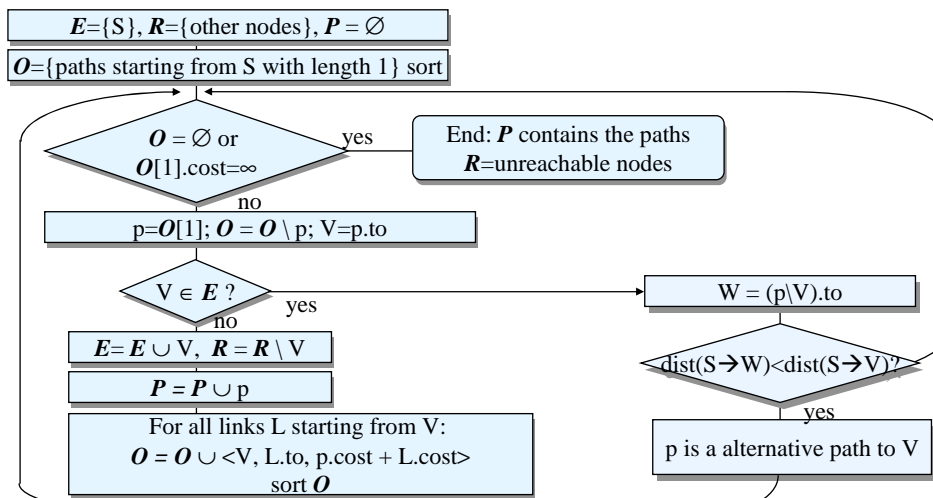 E={S}, R={other nodes}, P = ∅
O={paths starting from S with length 1} sort
O = ∅ or
O[1].cost=∞
yes
End: P contains the paths
R=unreachable nodes
no
p=O[1]; O = O \ p; V=p.to
V ∈ E ?
yes
W = (p\V).to
no
E= E ∪ V, R = R \ V
dist(S→W)<dist(S→V)?
P = P ∪ p
yes
For all links L starting from V:
O = O ∪ <V, L.to, p.cost + L.cost>
sort O
p is a alternative path to V